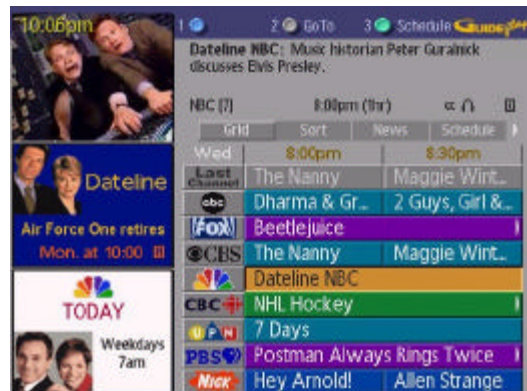 10:06pm
1 2 GoTo 3 Schedule GUIDE Plus
Dateline NBC: Music historian Peter Guralnick
discusses Elvis Presley.
NBC [7] 8:00pm (1hr) cc
Grid Sort News Schedule
Wed 8:00pm 8:30pm
Last Channel The Nanny Maggie Wint...
abc Dharma & Gr... 2 Guys, Girl &...
FOX Beetlejuice
CBS The Nanny Maggie Wint...
Dateline NBC
CBC NHL Hockey
UPN 7 Days
PBS Postman Always Rings Twice
NICK Hey Arnold! Allen Strange
Dateline
Air Force One retires
Mon. at 10:00
TODAY
Weekdays
7am